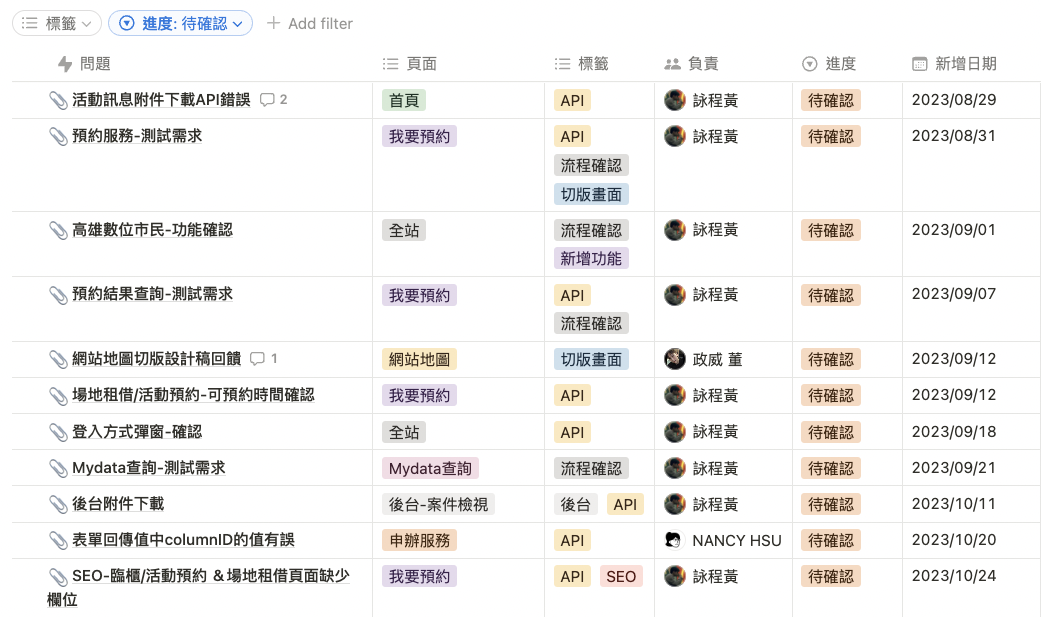 標籤 進度: 待確認 Add filter
問題 頁面 標籤 負責 進度 新增日期
活動訊息附件下載API錯誤 2 首頁 API 詠程黃 待確認 2023/08/29
預約服務-測試需求 我要預約 API 詠程黃 待確認 2023/08/31
流程確認
切版畫面
高雄數位市民-功能確認 全站 流程確認 詠程黃 待確認 2023/09/01
新增功能
預約結果查詢-測試需求 我要預約 API 詠程黃 待確認 2023/09/07
流程確認
網站地圖切版設計稿回饋 1 網站地圖 切版畫面 政威 董 待確認 2023/09/12
場地租借/活動預約-可預約時間確認 我要預約 API 詠程黃 待確認 2023/09/12
登入方式彈窗-確認 全站 API 詠程黃 待確認 2023/09/18
Mydata查詢-測試需求 Mydata查詢 流程確認 詠程黃 待確認 2023/09/21
後台附件下載 後台-案件檢視 後台 API 詠程黃 待確認 2023/10/11
表單回傳值中columnID的值有誤 申辦服務 API NANCY HSU 待確認 2023/10/20
SEO-臨櫃/活動預約 &場地租借頁面缺少 我要預約 API SEO 詠程黃 待確認 2023/10/24
欄位